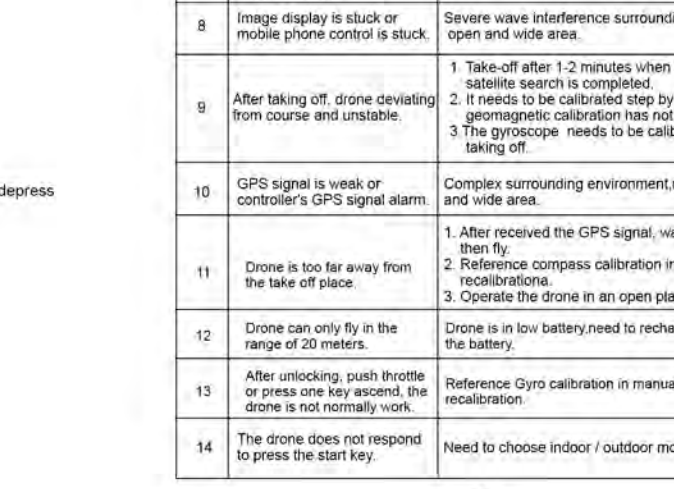 8
Image display is stuck or
mobile phone control is stuck.
Severe wave interference
open and wide area.
9
After taking off, drone deviating
from course and unstable.
1. Take-off after 1-2 minutes when
satellite search is completed.
2. It needs to be calibrated step by
geomagnetic calibration has not
3.The gyroscope needs to be
taking off.
depress
10
GPS signal is weak or
controller's GPS signal alarm.
Complex surrounding environment,
and wide area.
11
Drone is too far away from
the take off place.
1. After received the GPS signal,
then fly.
2. Reference compass calibration
recalibrationa.
3. Operate the drone in an open
12
Drone can only fly in the
range of 20 meters.
Drone is in low battery,need to
the battery.
13
After unlocking, push throttle
or press one key ascend, the
drone is not normally work.
Reference Gyro calibration in
recalibration.
14
The drone does not respond
to press the start key.
Need to choose indoor / outdoor